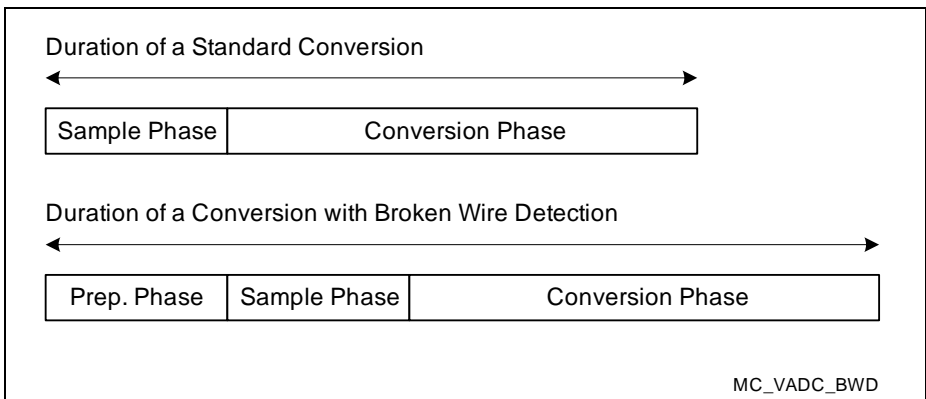 Duration of a Standard Conversion
Sample Phase
Conversion Phase
Duration of a Conversion with Broken Wire Detection
Prep. Phase
Sample Phase
Conversion Phase
MC_VADC_BWD